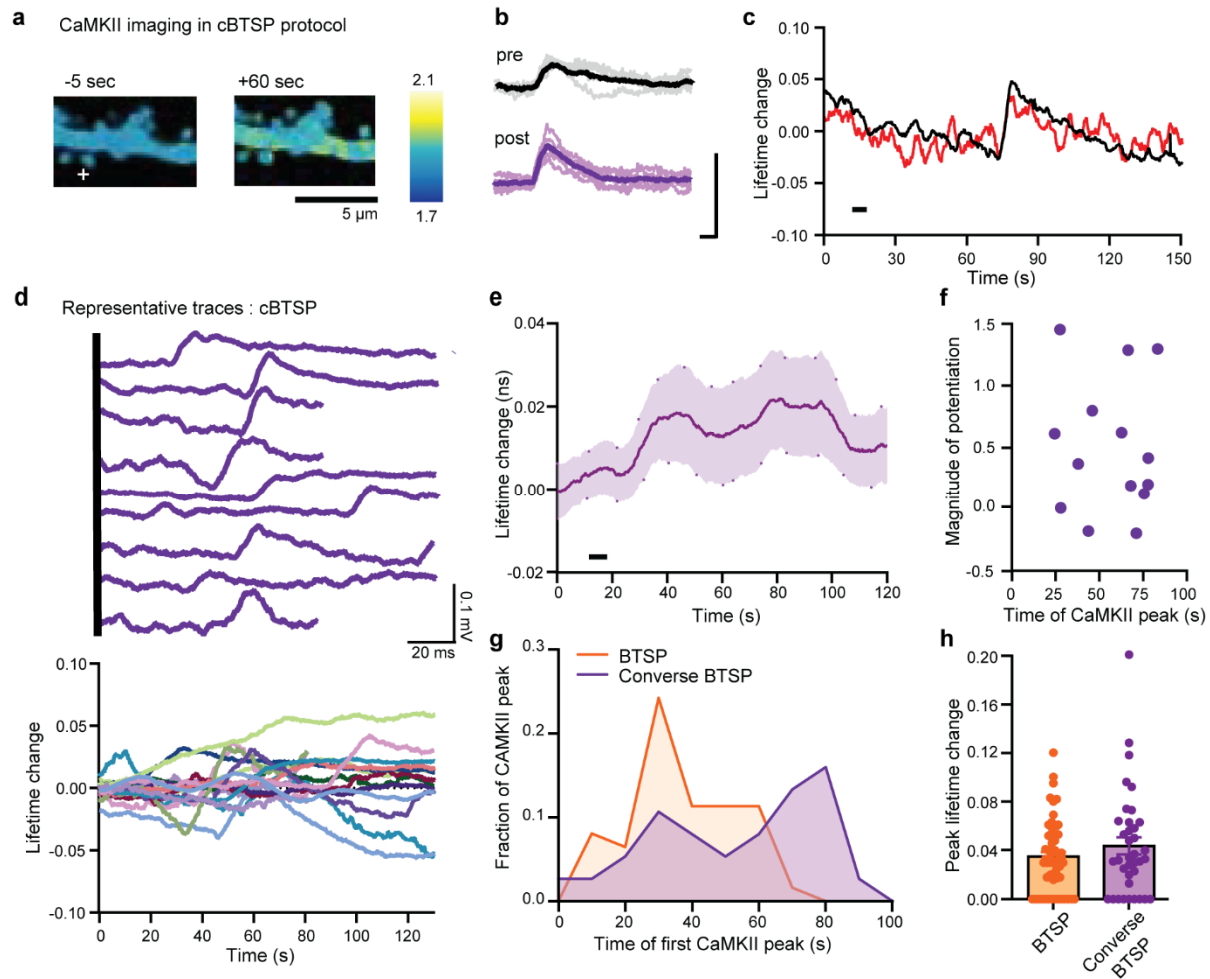 a
CaMKII imaging in cBTSP protocol
-5 sec
+60 sec
2.1
1.7
5 µm
b
pre
post
c
Lifetime change
0.10
0.05
0.00
-0.05
-0.10
0 30 60 90 120 150
Time (s)
d
Representative traces : cBTSP
0.1 mV
20 ms
Lifetime change
0.10
0.05
0.00
-0.05
-0.10
0 20 40 60 80 100 120
Time (s)
e
Lifetime change (ns)
0.04
0.02
0.00
-0.02
0 20 40 60 80 100 120
Time (s)
f
Magnitude of potentiation
1.5
1.0
0.5
0.0
-0.5
0 25 50 75 100
Time of CaMKII peak (s)
g
BTSP
Converse BTSP
Fraction of CAMKII peak
0.3
0.2
0.1
0.0
0 20 40 60 80 100
Time of first CaMKII peak (s)
h
Peak lifetime change
0.20
0.16
0.12
0.08
0.04
0.00
BTSP
Converse
BTSP